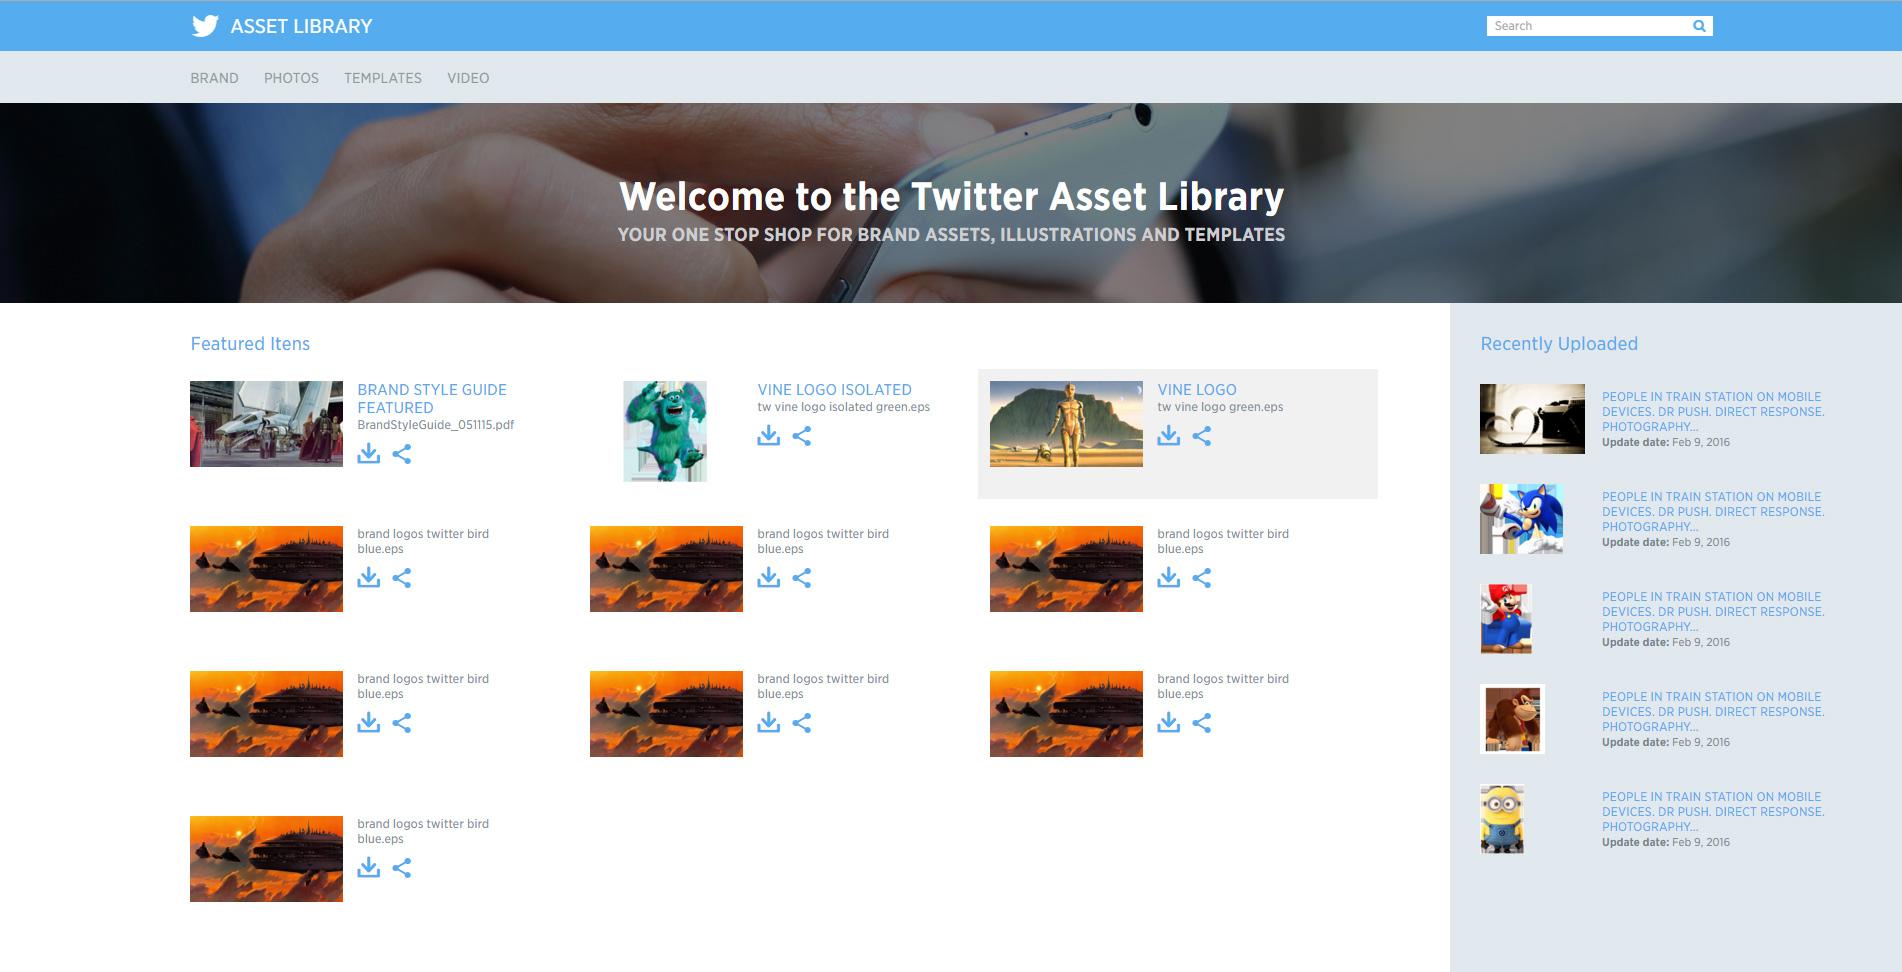 ASSET LIBRARY
Search
BRAND PHOTOS TEMPLATES VIDEO
Welcome to the Twitter Asset Library
YOUR ONE STOP SHOP FOR BRAND ASSETS, ILLUSTRATIONS AND TEMPLATES
Featured Itens
BRAND STYLE GUIDE
FEATURED
BrandStyleGuide_051115.pdf
VINE LOGO ISOLATED
tw vine logo isolated green.eps
VINE LOGO
tw vine logo green.eps
brand logos twitter bird
blue.eps
brand logos twitter bird
blue.eps
brand logos twitter bird
blue.eps
brand logos twitter bird
blue.eps
brand logos twitter bird
blue.eps
brand logos twitter bird
blue.eps
brand logos twitter bird
blue.eps
Recently Uploaded
PEOPLE IN TRAIN STATION ON MOBILE
DEVICES. DR PUSH. DIRECT RESPONSE.
PHOTOGRAPHY...
Update date: Feb 9, 2016
PEOPLE IN TRAIN STATION ON MOBILE
DEVICES. DR PUSH. DIRECT RESPONSE.
PHOTOGRAPHY...
Update date: Feb 9, 2016
PEOPLE IN TRAIN STATION ON MOBILE
DEVICES. DR PUSH. DIRECT RESPONSE.
PHOTOGRAPHY...
Update date: Feb 9, 2016
PEOPLE IN TRAIN STATION ON MOBILE
DEVICES. DR PUSH. DIRECT RESPONSE.
PHOTOGRAPHY...
Update date: Feb 9, 2016
PEOPLE IN TRAIN STATION ON MOBILE
DEVICES. DR PUSH. DIRECT RESPONSE.
PHOTOGRAPHY...
Update date: Feb 9, 2016